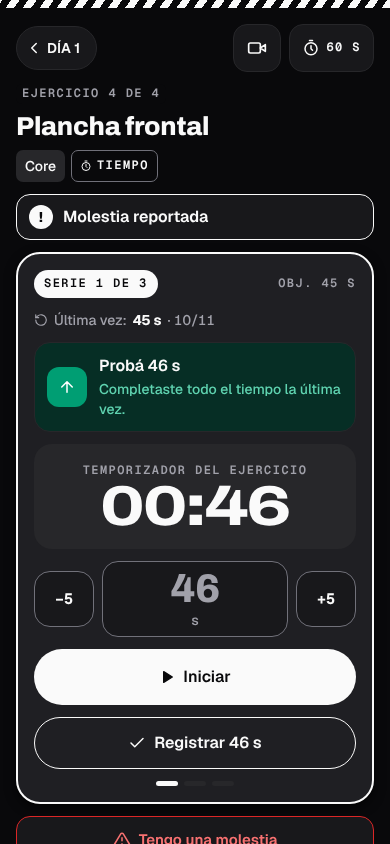 DÍA 1
60 S
EJERCICIO 4 DE 4
Plancha frontal
Core
TIEMPO
! Molestia reportada
SERIE 1 DE 3
OBJ. 45 S
Última vez: 45 s · 10/11
Probá 46 s
Completaste todo el tiempo la última
vez.
TEMPORIZADOR DEL EJERCICIO
00:46
−5
46
s
+5
Iniciar
Registrar 46 s
Tengo una molestia